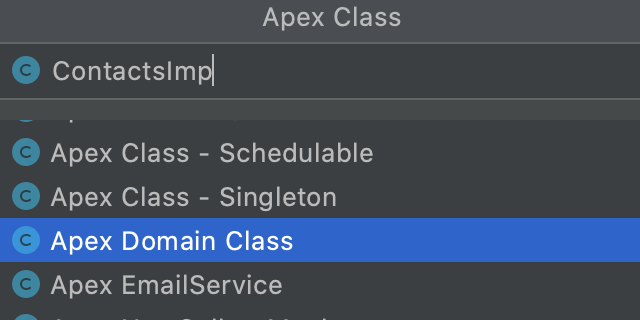 Apex Class
C ContactsImp
C Apex Class - Schedulable
C Apex Class - Singleton
C Apex Domain Class
C Apex EmailService